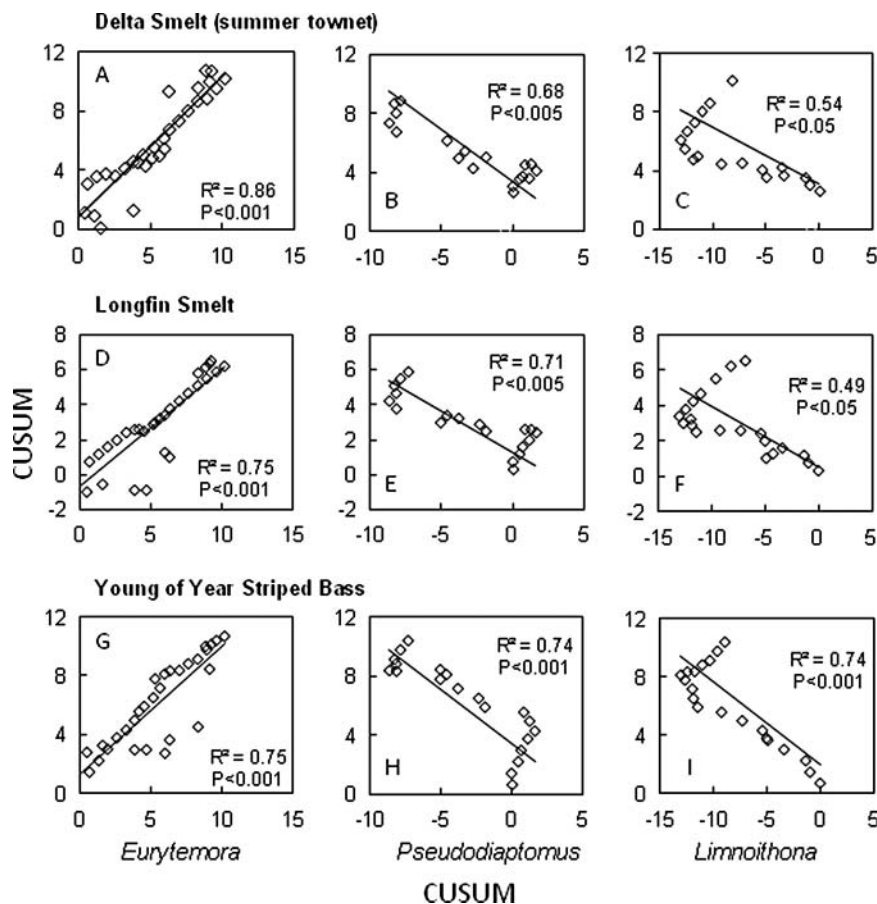 Delta Smelt (summer townet)
12
8
4
0
A
R² = 0.86
P<0.001
0 5 10 15
12
8
4
0
B
R² = 0.68
P<0.005
-10 -5 0 5
12
8
4
0
C
R² = 0.54
P<0.05
-15 -10 -5 0 5
Longfin Smelt
CUSUM
8
6
4
2
0
-2
D
R² = 0.75
P<0.001
0 5 10 15
8
6
4
2
0
-2
E
R² = 0.71
P<0.005
-10 -5 0 5
8
6
4
2
0
-2
F
R² = 0.49
P<0.05
-15 -10 -5 0 5
Young of Year Striped Bass
12
8
4
0
G
R² = 0.75
P<0.001
0 5 10 15
Eurytemora
12
8
4
0
H
R² = 0.74
P<0.001
-10 -5 0 5
Pseudodiaptomus
12
8
4
0
I
R² = 0.74
P<0.001
-15 -10 -5 0 5
Limnoithona
CUSUM